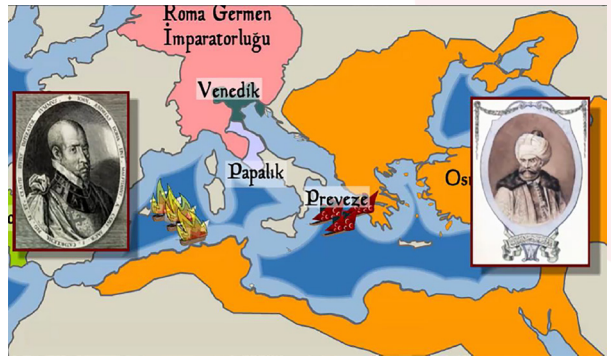 Roma Germen
İmparatorluğu
Venedik
Papalık
Preveze
Os